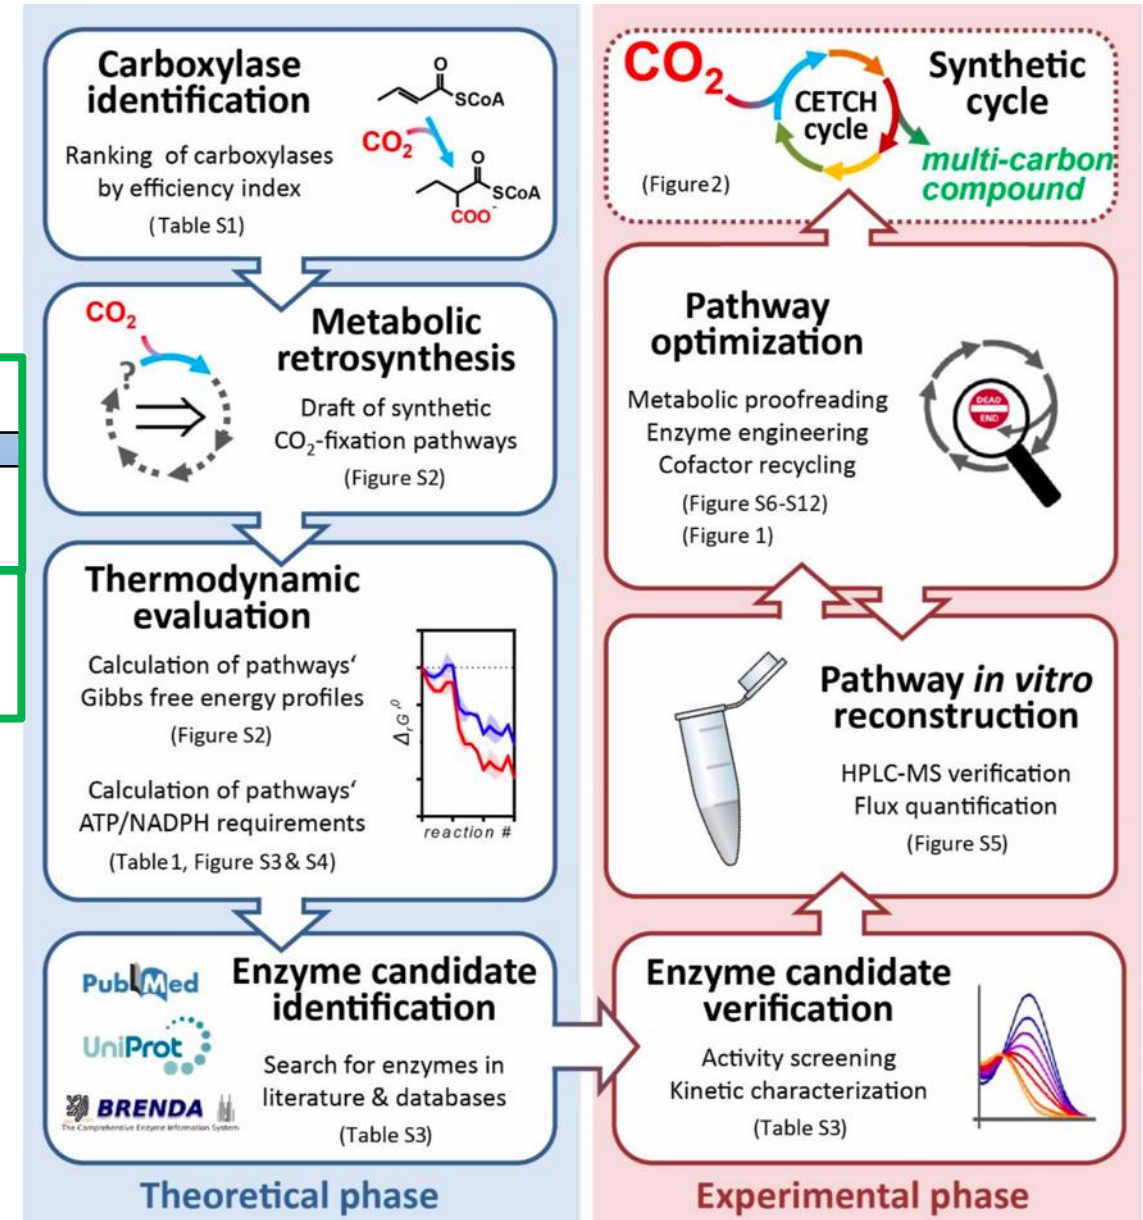 Carboxylase
identification
Ranking of carboxylases
by efficiency index
(Table S1)
O
SCoA
CO2
O
SCoA
COO-
CO2
?
Metabolic
retrosynthesis
Draft of synthetic
CO2-fixation pathways
(Figure S2)
Thermodynamic
evaluation
Calculation of pathways‘
Gibbs free energy profiles
(Figure S2)
Calculation of pathways‘
ATP/NADPH requirements
(Table 1, Figure S3 & S4)
ΔrG'0
reaction #
PubMed
UniProt
BRENDA
The Comprehensive Enzyme Information System
Enzyme candidate
identification
Search for enzymes in
literature & databases
(Table S3)
Theoretical phase
CO2
CETCH
cycle
Synthetic
cycle
multi-carbon
compound
(Figure 2)
Pathway
optimization
Metabolic proofreading
Enzyme engineering
Cofactor recycling
(Figure S6-S12)
(Figure 1)
DEAD
END
Pathway in vitro
reconstruction
HPLC-MS verification
Flux quantification
(Figure S5)
Enzyme candidate
verification
Activity screening
Kinetic characterization
(Table S3)
Experimental phase